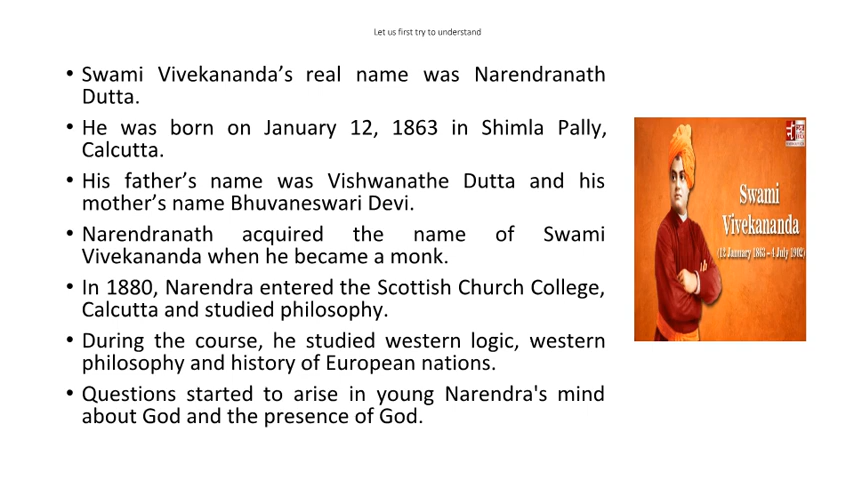 Let us first try to understand
• Swami Vivekananda’s real name was Narendranath
Dutta.
• He was born on January 12, 1863 in Shimla Pally,
Calcutta.
• His father’s name was Vishwanathe Dutta and his
mother’s name Bhuvaneswari Devi.
• Narendranath acquired the name of Swami
Vivekananda when he became a monk.
• In 1880, Narendra entered the Scottish Church College,
Calcutta and studied philosophy.
• During the course, he studied western logic, western
philosophy and history of European nations.
• Questions started to arise in young Narendra's mind
about God and the presence of God.
Swami
Vivekananda
(12 January 1863 – 4 July 1902)